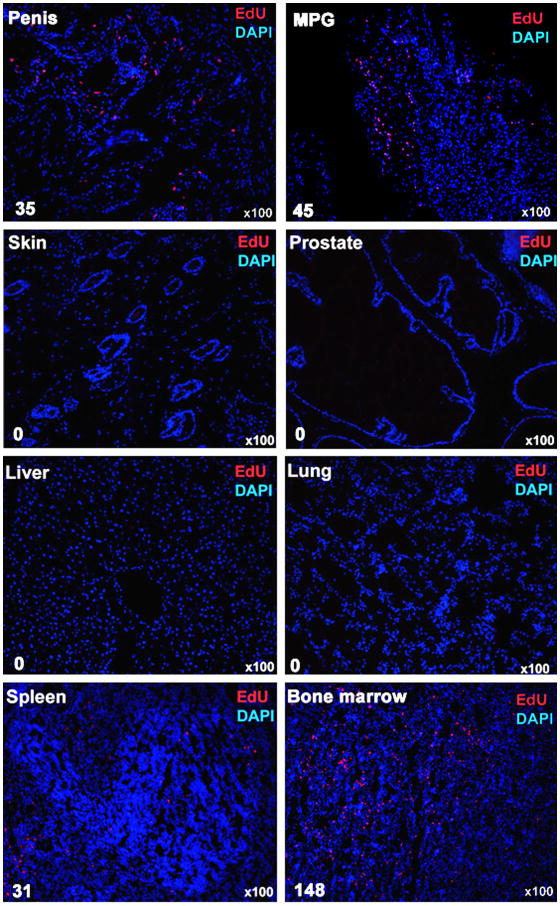 Penis
EdU
DAPI
35
x100
MPG
EdU
DAPI
45
x100
Skin
EdU
DAPI
0
x100
Prostate
EdU
DAPI
0
x100
Liver
EdU
DAPI
0
x100
Lung
EdU
DAPI
0
x100
Spleen
EdU
DAPI
31
x100
Bone marrow
EdU
DAPI
148
x100